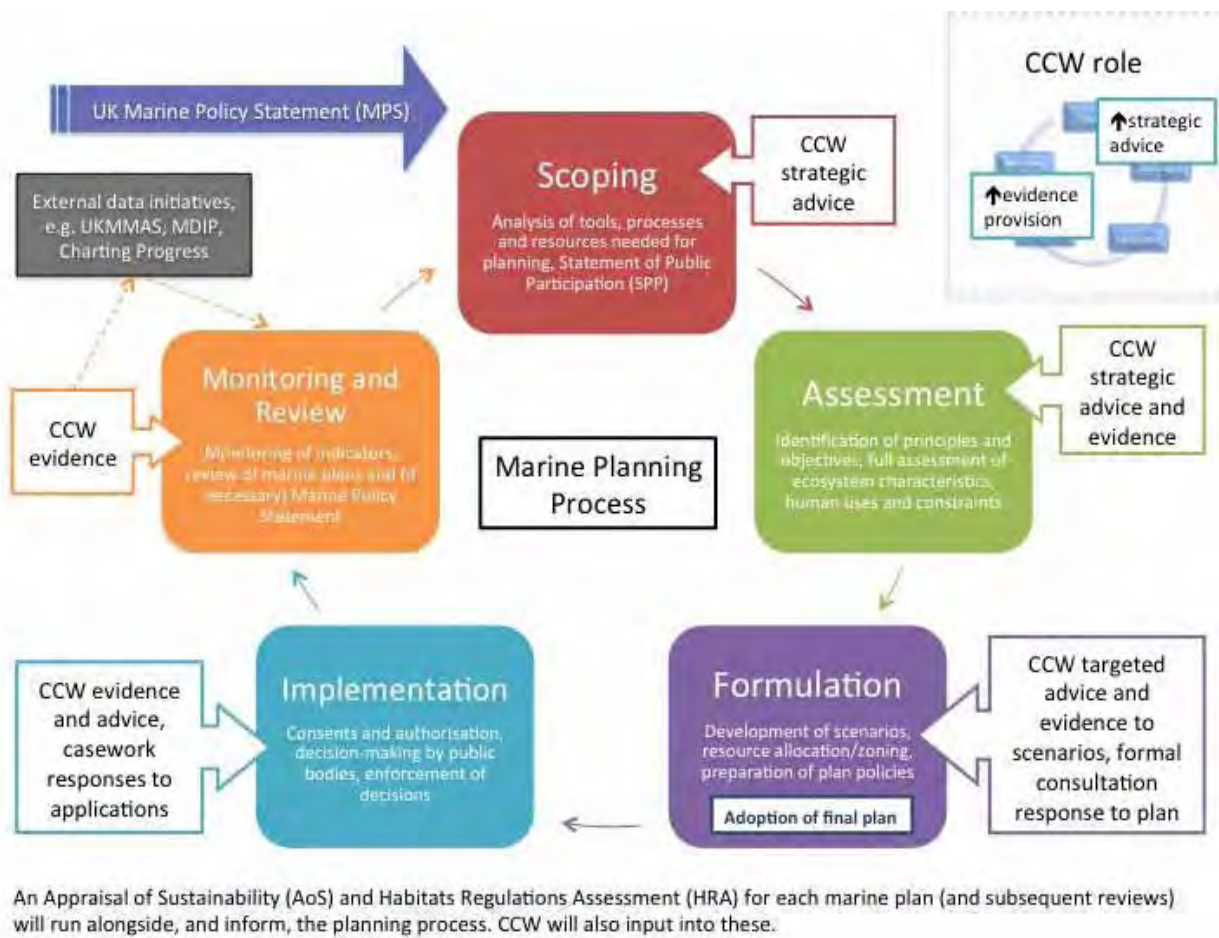 UK Marine Policy Statement (MPS)
External data initiatives,
e.g. UKMMAS, MDIP,
Charting Progress
Scoping
Analysis of tools, processes
and resources needed for
planning, Statement of Public
Participation (SPP)
CCW
strategic
advice
CCW role
↑strategic
advice
↑evidence
provision
Assessment
Identification of principles and
objectives, full assessment of
ecosystem characteristics,
human uses and constraints
CCW
strategic
advice and
evidence
Marine Planning
Process
Formulation
Development of scenarios,
resource allocation/zoning,
preparation of plan policies
Adoption of final plan
CCW targeted
advice and
evidence to
scenarios, formal
consultation
response to plan
Implementation
Consents and authorisation,
decision-making by public
bodies, enforcement of
decisions
CCW evidence
and advice,
casework
responses to
applications
Monitoring and
Review
Monitoring of indicators,
review of marine plans and (if
necessary) Marine Policy
Statement
CCW
evidence
An Appraisal of Sustainability (AoS) and Habitats Regulations Assessment (HRA) for each marine plan (and subsequent reviews)
will run alongside, and inform, the planning process. CCW will also input into these.